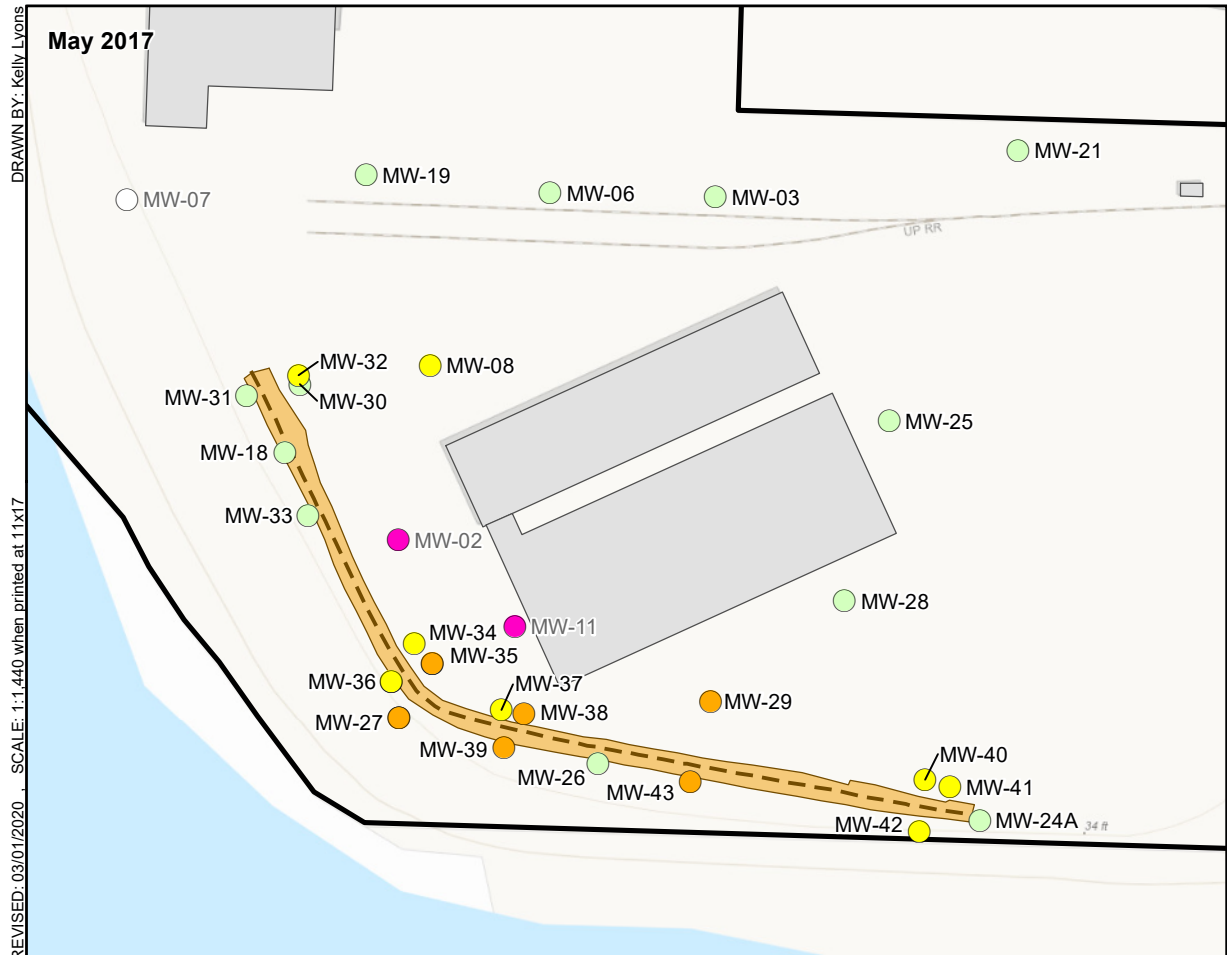 May 2017
DRAWN BY: Kelly Lyons
REVISED: 03/01/2020 , SCALE: 1:1,440 when printed at 11x17
MW-21
MW-19
MW-06
MW-03
MW-07
UP RR
MW-32
MW-08
MW-31
MW-30
MW-25
MW-18
MW-33
MW-02
MW-28
MW-11
MW-34
MW-35
MW-36
MW-37
MW-29
MW-38
MW-27
MW-39
MW-40
MW-26
MW-41
MW-43
MW-42
MW-24A
34 ft